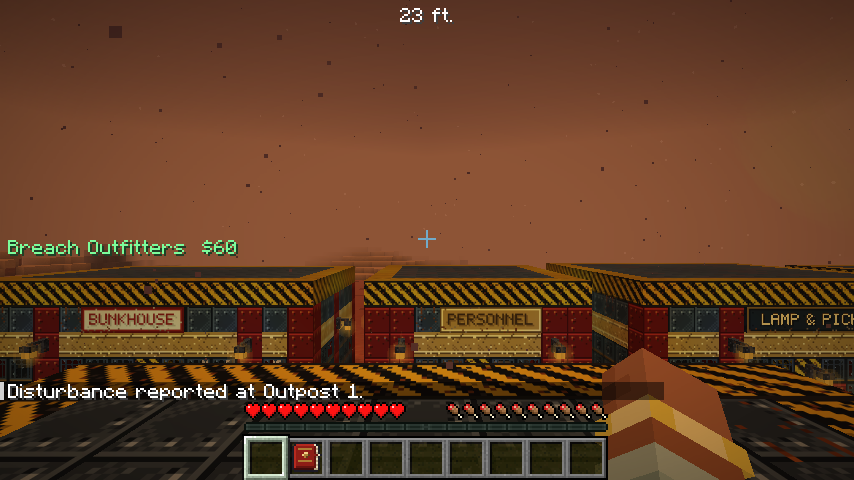 23 ft.
Breach Outfitters $60
BUNKHOUSE
PERSONNEL
LAMP & PICK
Disturbance reported at Outpost 1.